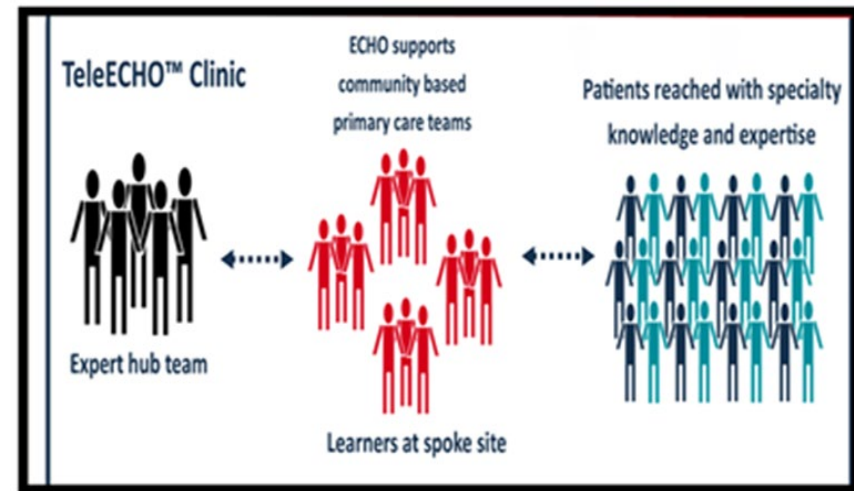 TeleECHO™ Clinic
ECHO supports
community based
primary care teams
Patients reached with specialty
knowledge and expertise
Expert hub team
Learners at spoke site